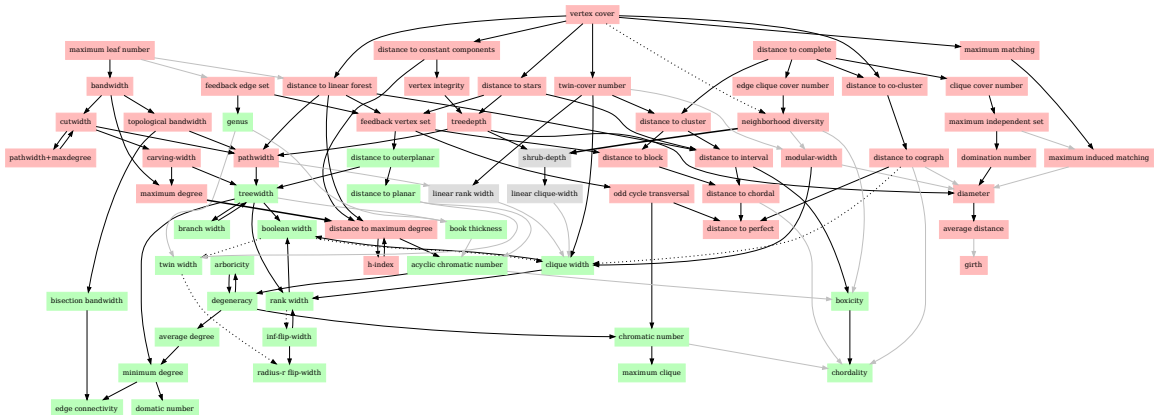 vertex cover
maximum leaf number
distance to constant components
distance to complete
maximum matching
bandwidth
feedback edge set
distance to linear forest
vertex integrity
distance to stars
twin-cover number
edge clique cover number
distance to co-cluster
clique cover number
cutwidth
topological bandwidth
genus
feedback vertex set
treedepth
distance to cluster
neighborhood diversity
maximum independent set
pathwidth+maxdegree
carving-width
pathwidth
distance to outerplanar
shrub-depth
distance to block
distance to interval
modular-width
distance to cograph
domination number
maximum induced matching
maximum degree
treewidth
distance to planar
linear rank width
linear clique-width
odd cycle transversal
distance to chordal
diameter
branch width
boolean width
distance to maximum degree
book thickness
distance to perfect
average distance
twin width
arboricity
h-index
acyclic chromatic number
clique width
girth
bisection bandwidth
degeneracy
rank width
boxicity
average degree
inf-flip-width
chromatic number
minimum degree
radius-r flip-width
maximum clique
chordality
edge connectivity
domatic number